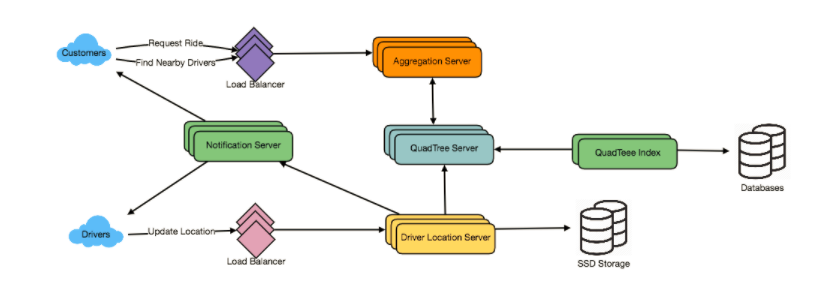 Request Ride
Customers
Find Nearby Drivers
Aggregation Server
Load Balancer
Notification Server
QuadTree Server
QuadTeee Index
Databases
Drivers
Update Location
Driver Location Server
Load Balancer
SSD Storage